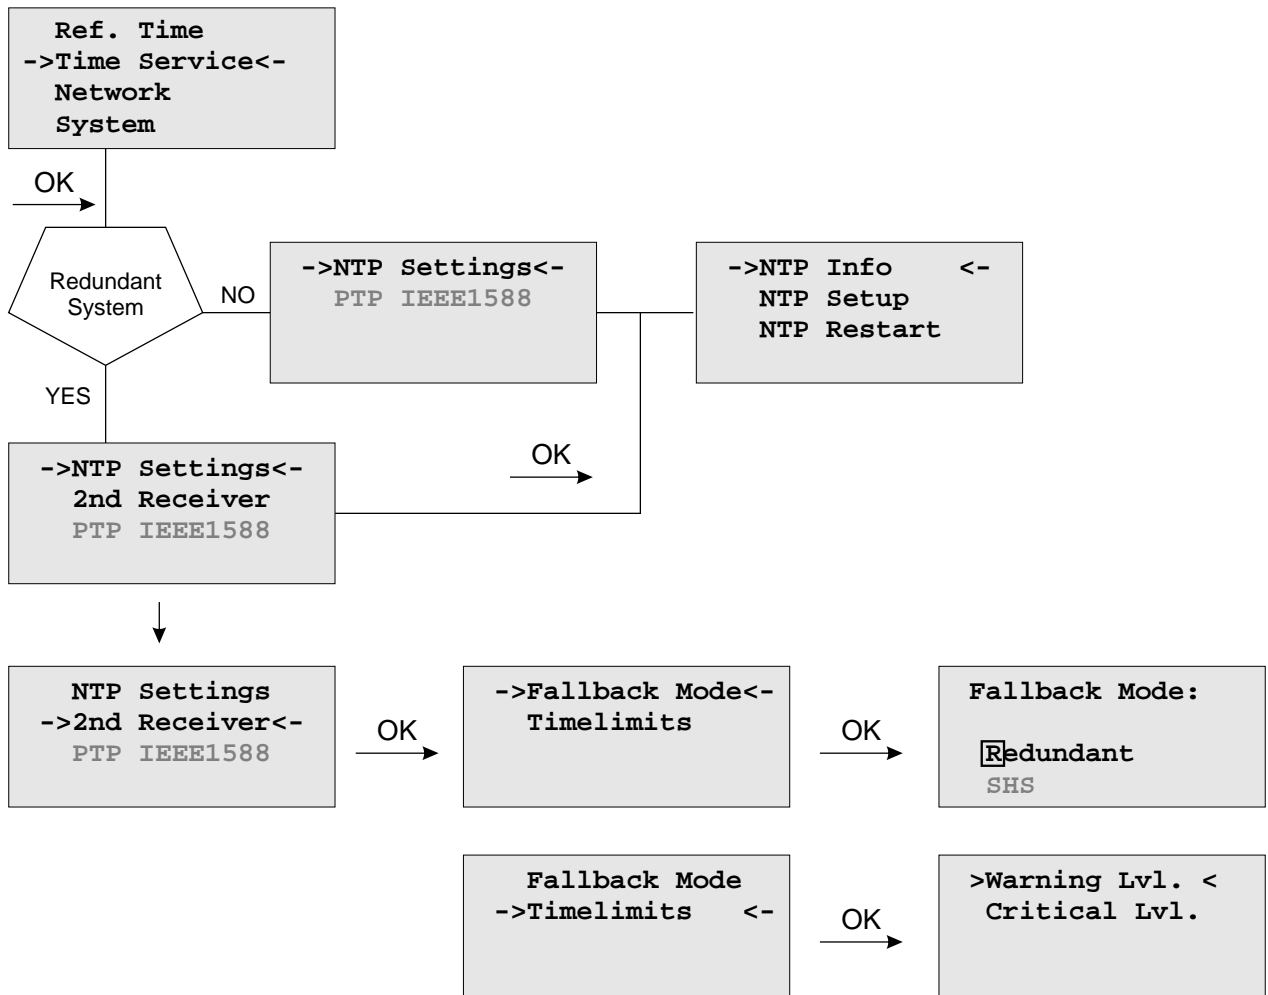 Ref. Time
->Time Service<-
Network
System
OK
Redundant
System
NO
->NTP Settings<-
PTP IEEE1588
->NTP Info <-
NTP Setup
NTP Restart
YES
->NTP Settings<-
2nd Receiver
PTP IEEE1588
OK
NTP Settings
->2nd Receiver<-
PTP IEEE1588
OK
->Fallback Mode<-
Timelimits
OK
Fallback Mode:
Redundant
SHS
Fallback Mode
->Timelimits <-
OK
>Warning Lvl. <
Critical Lvl.